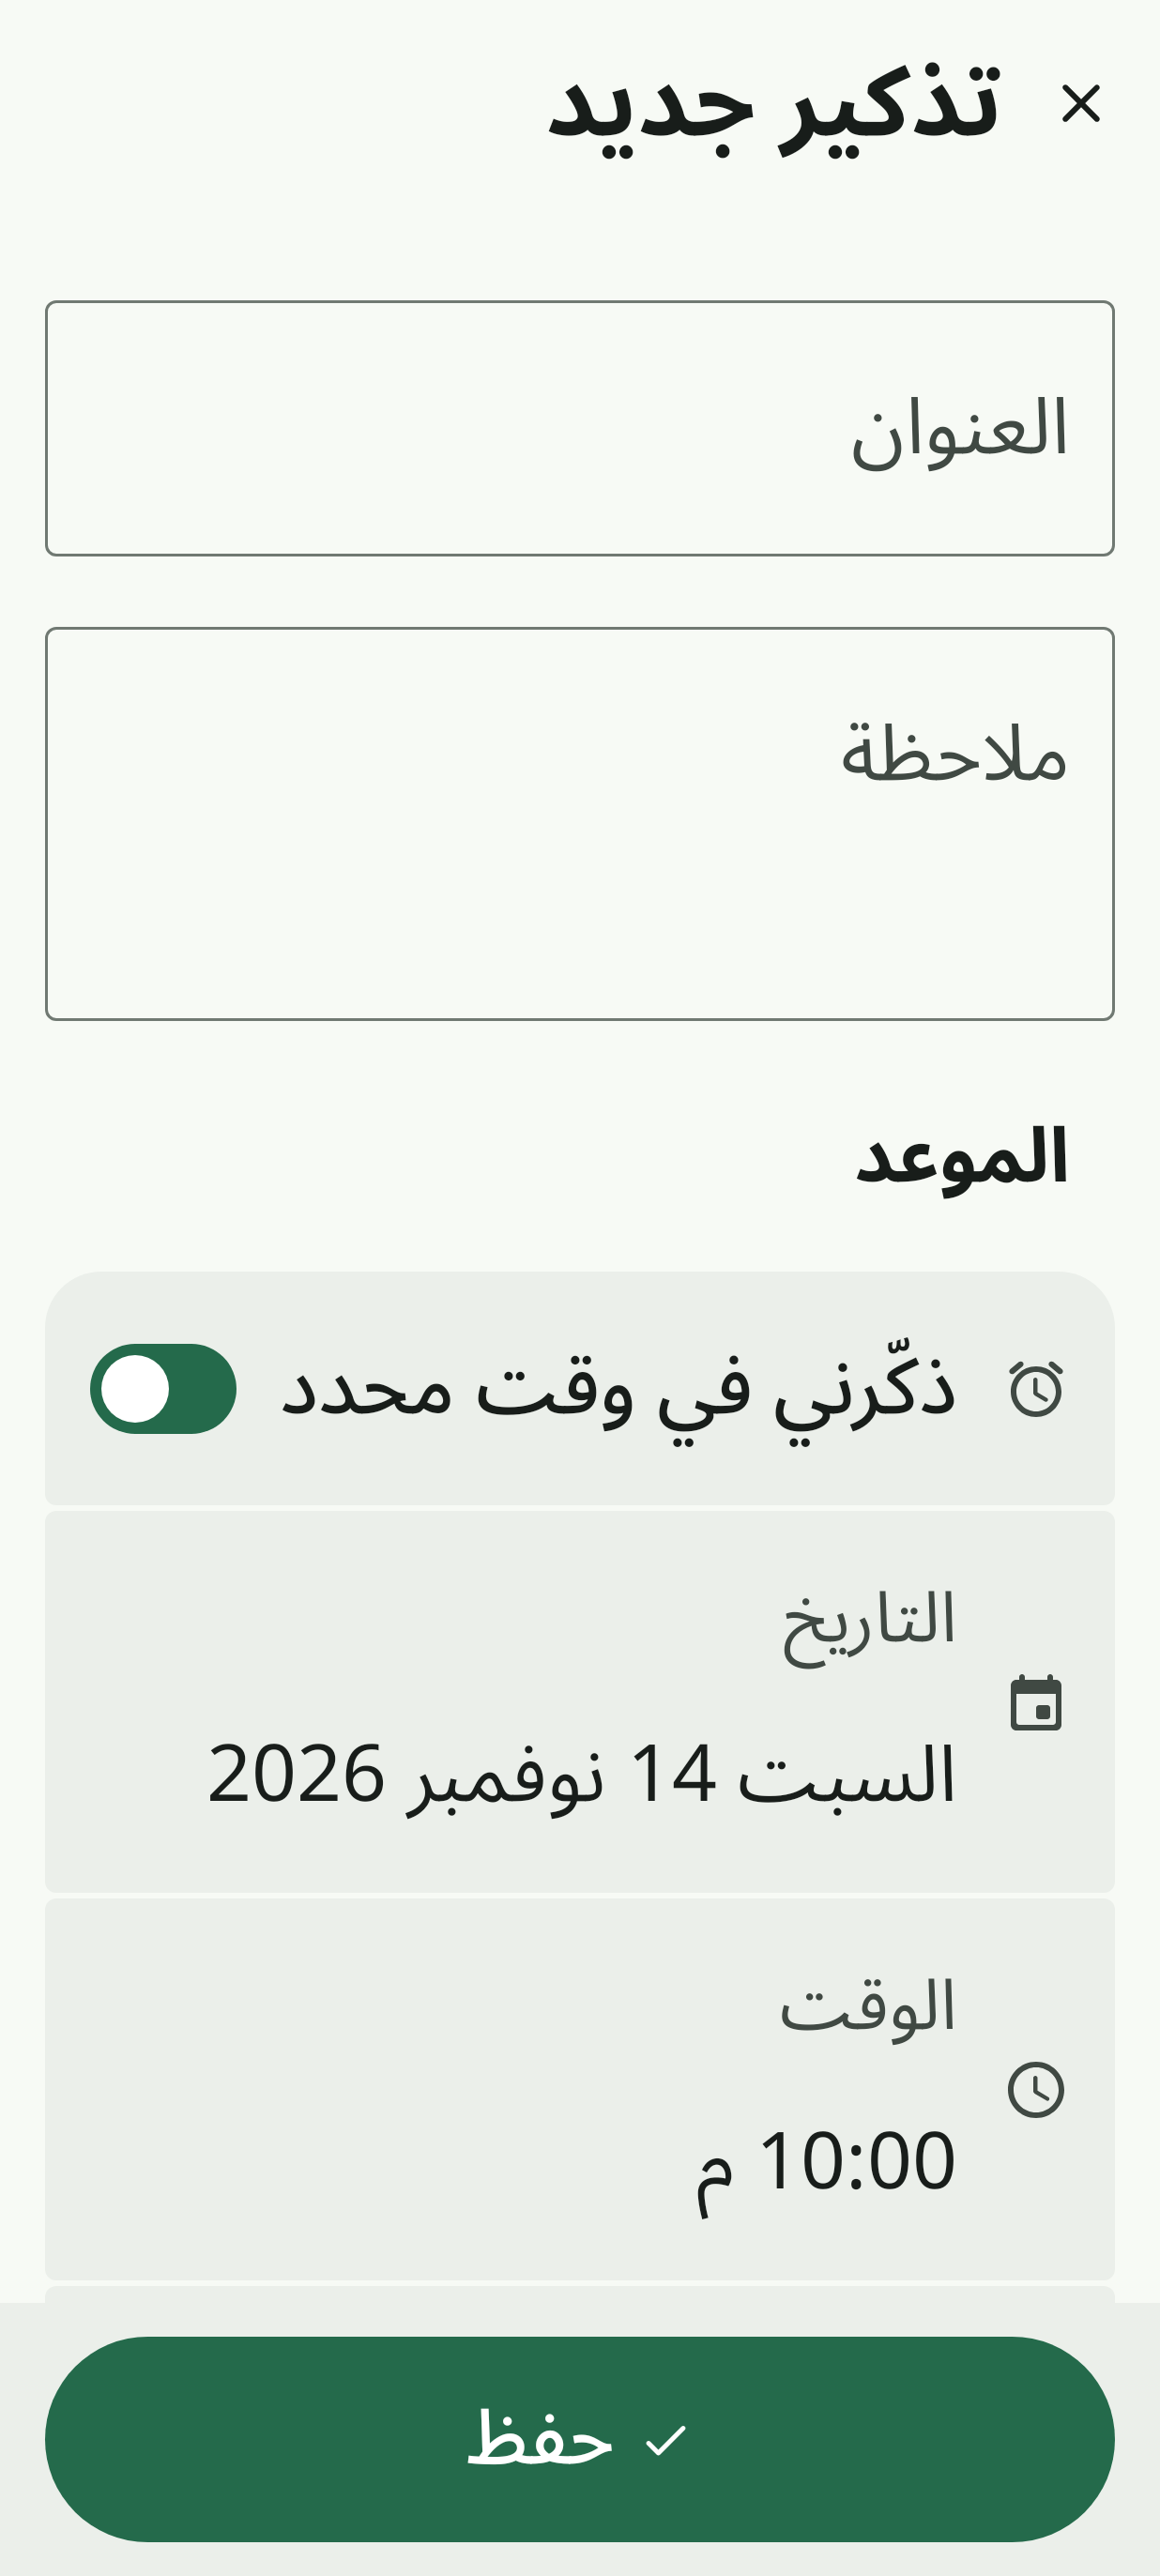 تذكير جديد
العنوان
ملاحظة
الموعد
ذكّرني في وقت محدد
التاريخ
السبت 14 نوفمبر 2026
الوقت
10:00 م
حفظ